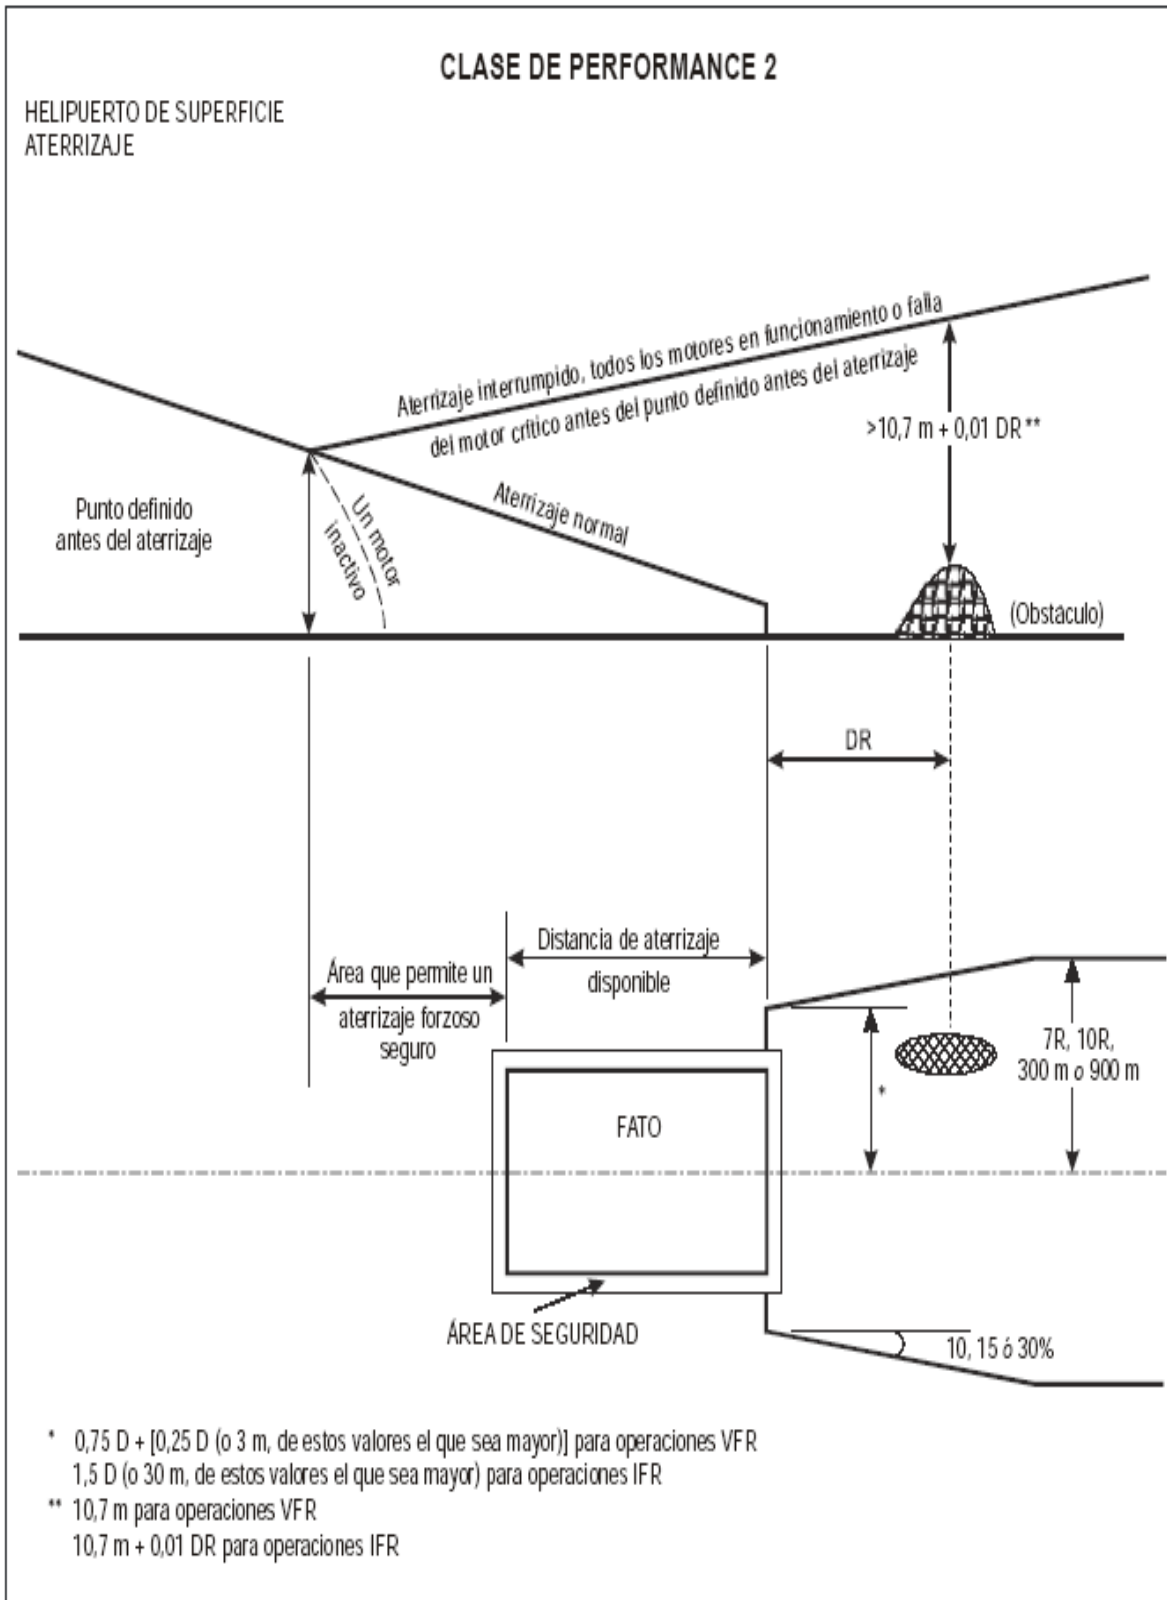 CLASE DE PERFORMANCE 2
HELIPUERTO DE SUPERFICIE
ATERRIZAJE
Aterrizaje interrumpido, todos los motores en funcionamiento o falla
del motor crítico antes del punto definido antes del aterrizaje
>10,7 m + 0,01 DR **
Punto definido
antes del aterrizaje
Un motor
inactivo
Aterrizaje normal
(Obstáculo)
DR
Distancia de aterrizaje
disponible
Área que permite un
aterrizaje forzoso
seguro
7R, 10R,
300 m o 900 m
*
FATO
ÁREA DE SEGURIDAD
10, 15 ó 30%
* 0,75 D + [0,25 D (o 3 m, de estos valores el que sea mayor)] para operaciones VFR
1,5 D (o 30 m, de estos valores el que sea mayor) para operaciones IFR
** 10,7 m para operaciones VFR
10,7 m + 0,01 DR para operaciones IFR